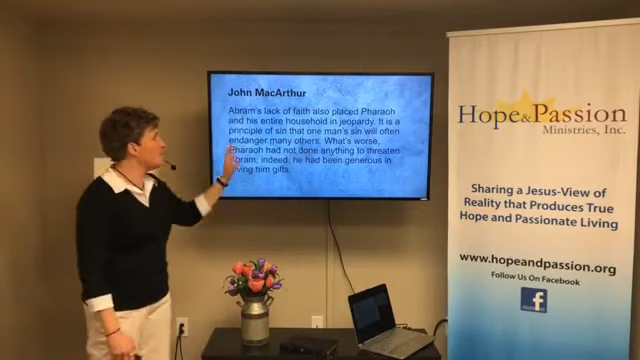 John MacArthur
Abram's lack of faith also placed Pharaoh
and his entire household in jeopardy. It is a
principle of sin that one man's sin will often
endanger many others. What's worse,
Pharaoh had not done anything to threaten
Abram; indeed, he had been generous in
giving him gifts.
Hope&Passion
Ministries, Inc.
Sharing a Jesus-View of
Reality that Produces True
Hope and Passionate Living
www.hopeandpassion.org
Follow Us On Facebook
f